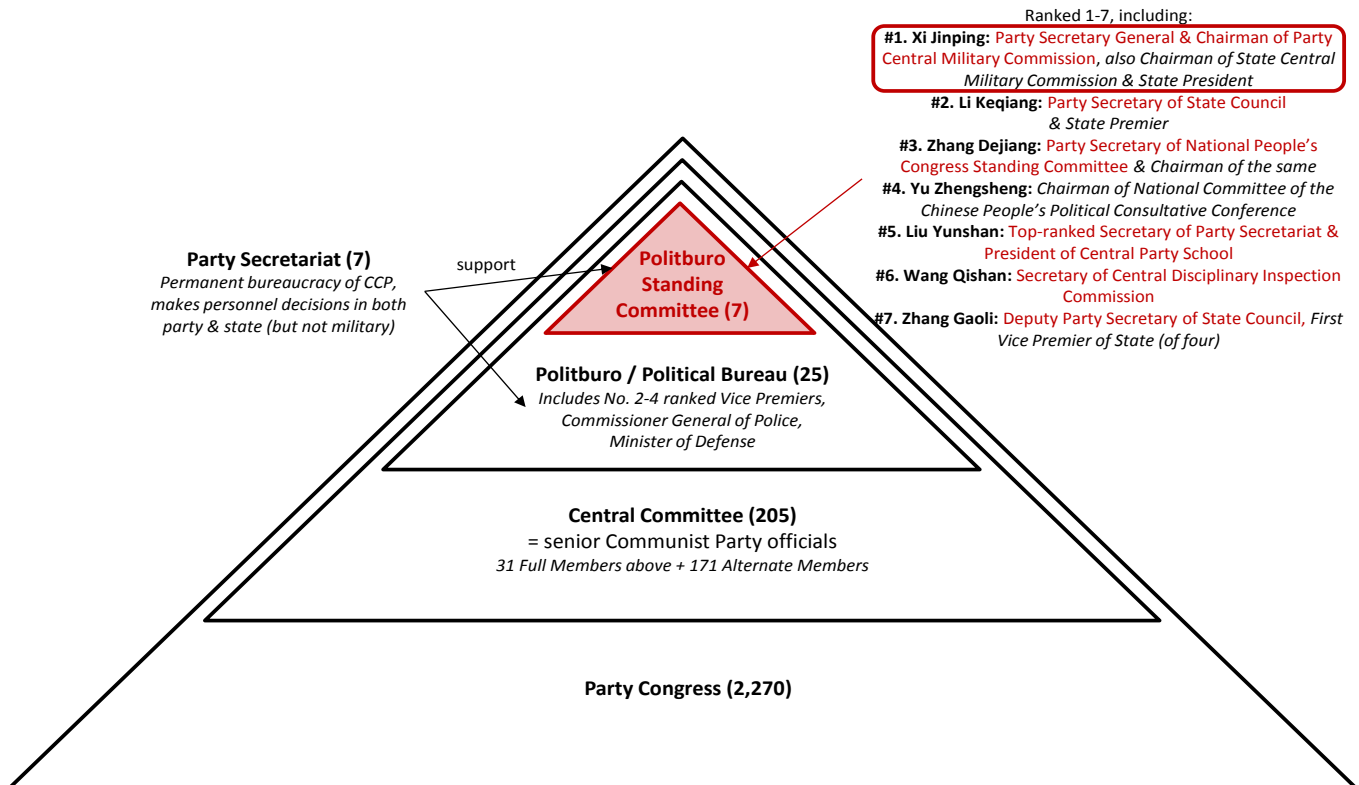 Ranked 1-7, including:
#1. Xi Jinping: Party Secretary General & Chairman of Party
Central Military Commission, also Chairman of State Central
Military Commission & State President
#2. Li Keqiang: Party Secretary of State Council
& State Premier
#3. Zhang Dejiang: Party Secretary of National People’s
Congress Standing Committee & Chairman of the same
#4. Yu Zhengsheng: Chairman of National Committee of the
Chinese People’s Political Consultative Conference
#5. Liu Yunshan: Top-ranked Secretary of Party Secretariat &
President of Central Party School
#6. Wang Qishan: Secretary of Central Disciplinary Inspection
Commission
#7. Zhang Gaoli: Deputy Party Secretary of State Council, First
Vice Premier of State (of four)
Party Secretariat (7)
Permanent bureaucracy of CCP,
makes personnel decisions in both
party & state (but not military)
support
Politburo
Standing
Committee (7)
Politburo / Political Bureau (25)
Includes No. 2-4 ranked Vice Premiers,
Commissioner General of Police,
Minister of Defense
Central Committee (205)
= senior Communist Party officials
31 Full Members above + 171 Alternate Members
Party Congress (2,270)